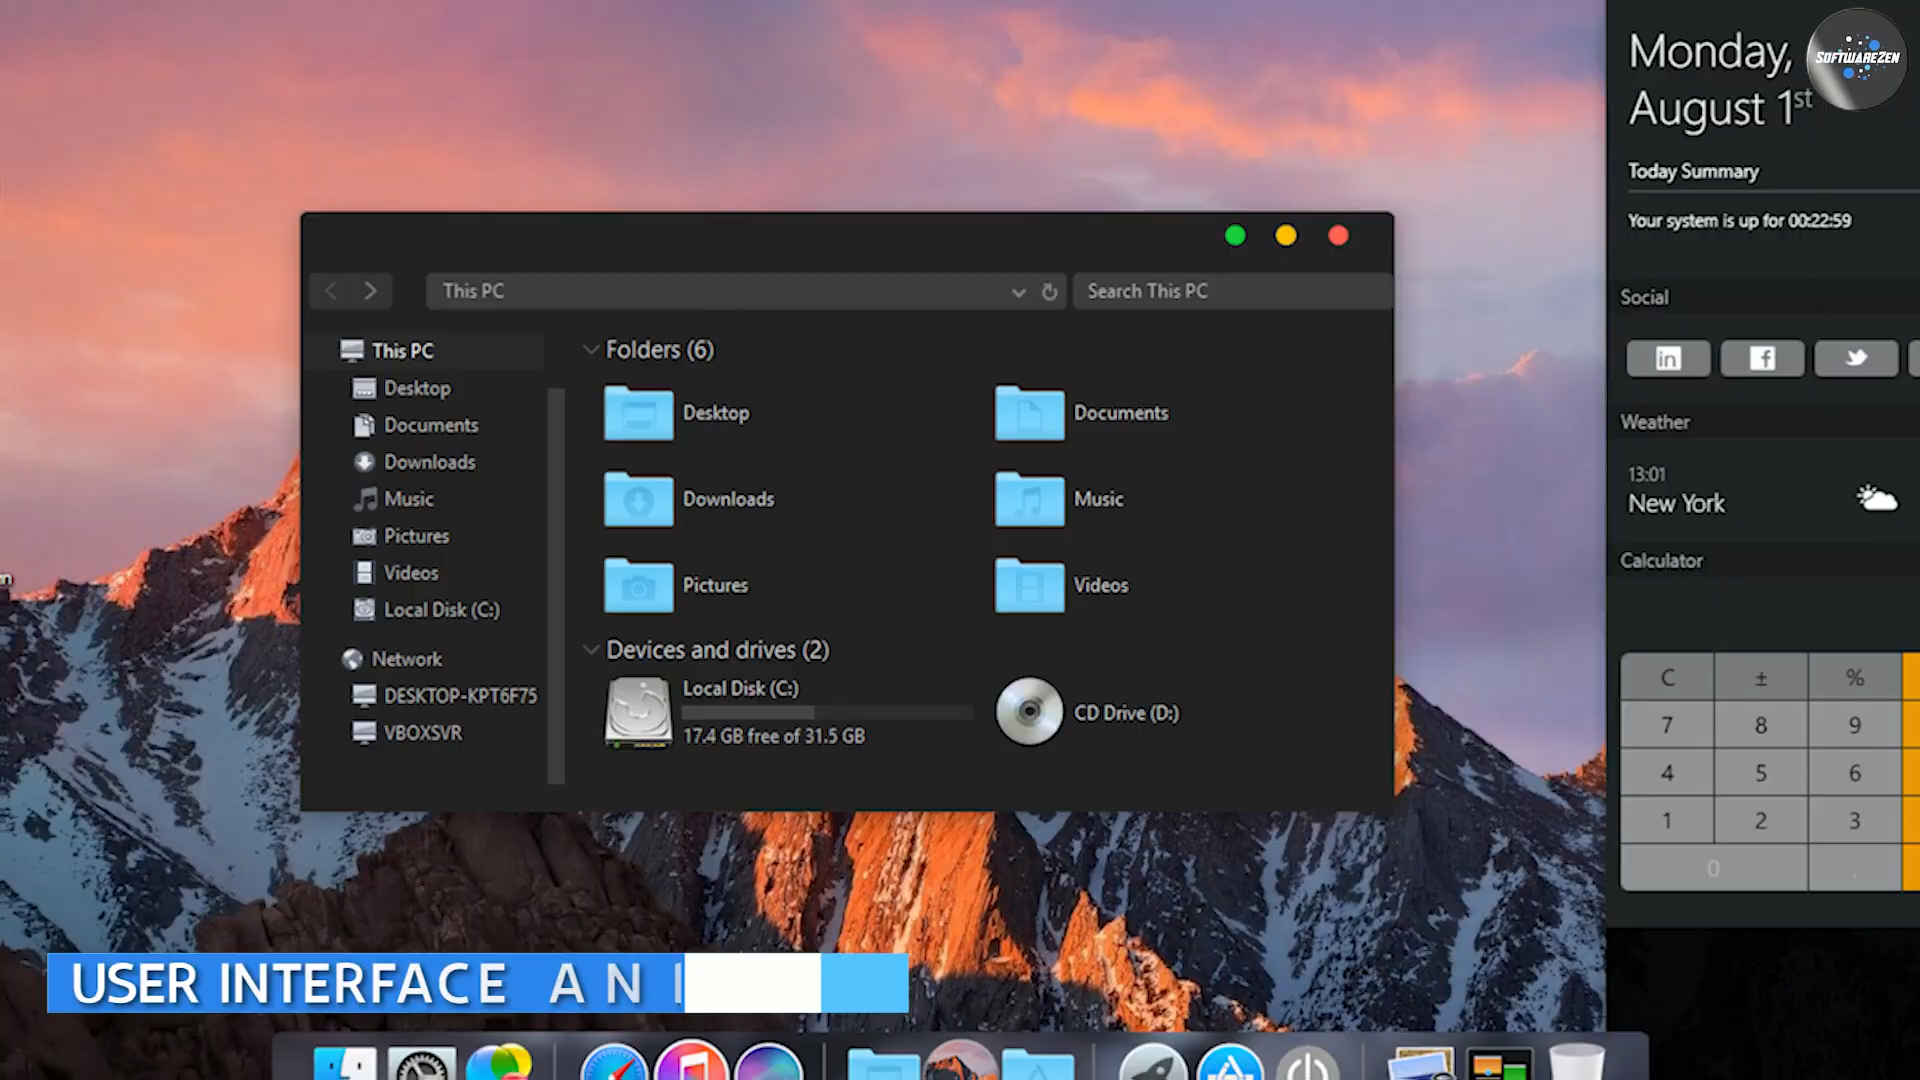 Monday,
August 1st
SOFTWAREZEN
Today Summary
Your system is up for 00:22:59
Social
in
f
Weather
13:01
New York
Calculator
C ± %
7 8 9
4 5 6
1 2 3
0 .
This PC
Search This PC
This PC
Desktop
Documents
Downloads
Music
Pictures
Videos
Local Disk (C:)
Network
DESKTOP-KPT6F75
VBOXSVR
Folders (6)
Desktop
Documents
Downloads
Music
Pictures
Videos
Devices and drives (2)
Local Disk (C:)
17.4 GB free of 31.5 GB
CD Drive (D:)
USER INTERFACE AN